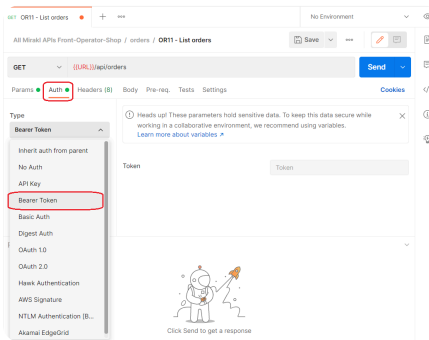 GET OR11 - List orders
No Environment
All Mirakl APIs Front-Operator-Shop / orders / OR11 - List orders
Save
GET {{URL}}/api/orders
Send
Params Auth Headers (8) Body Pre-req. Tests Settings
Cookies
Type
Bearer Token
Heads up! These parameters hold sensitive data. To keep this data secure while
working in a collaborative environment, we recommend using variables.
Learn more about variables ↗
Inherit auth from parent
No Auth
API Key
Bearer Token
Basic Auth
Digest Auth
OAuth 1.0
OAuth 2.0
Hawk Authentication
AWS Signature
NTLM Authentication [B...
Akamai EdgeGrid
Token
Token
Click Send to get a response